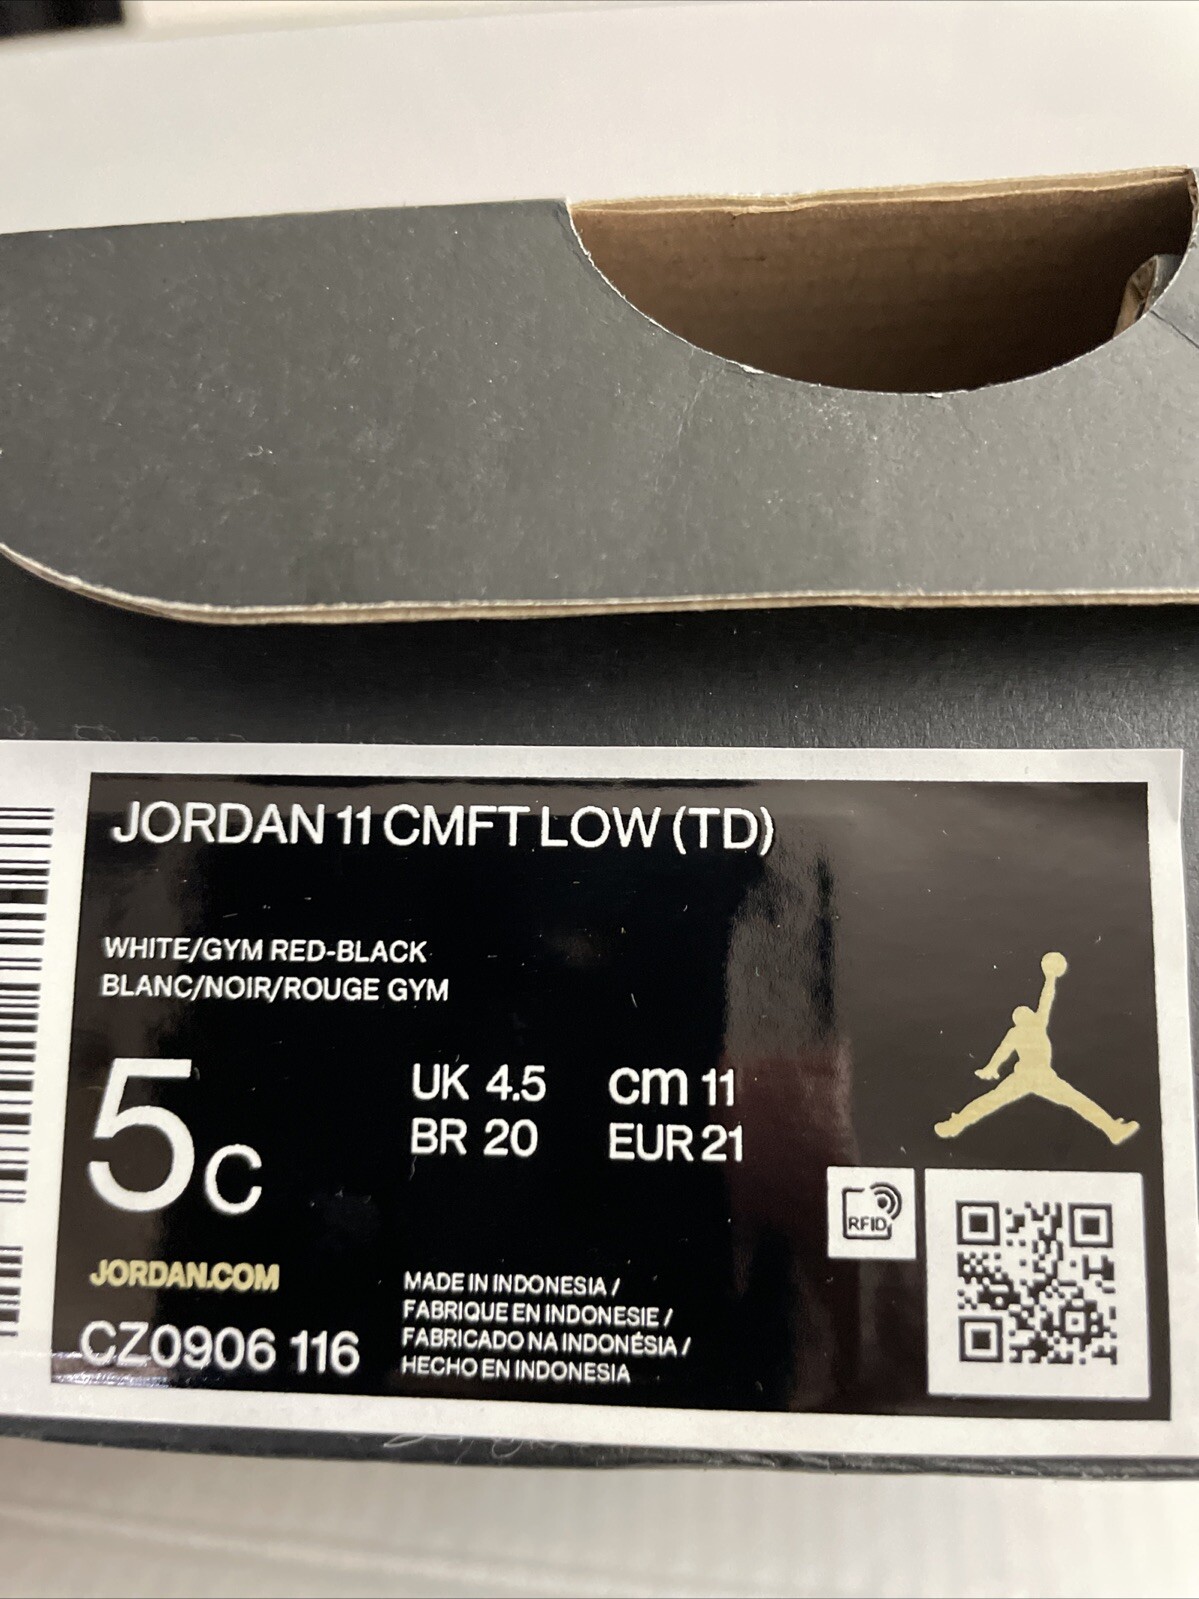 JORDAN 11 CMFT LOW (TD)
WHITE/GYM RED-BLACK
BLANC/NOIR/ROUGE GYM
5C
UK 4.5 cm 11
BR 20 EUR 21
RFID
JORDAN.COM
CZ0906 116
MADE IN INDONESIA /
FABRIQUE EN INDONESIE /
FABRICADO NA INDONÉSIA /
HECHO EN INDONESIA